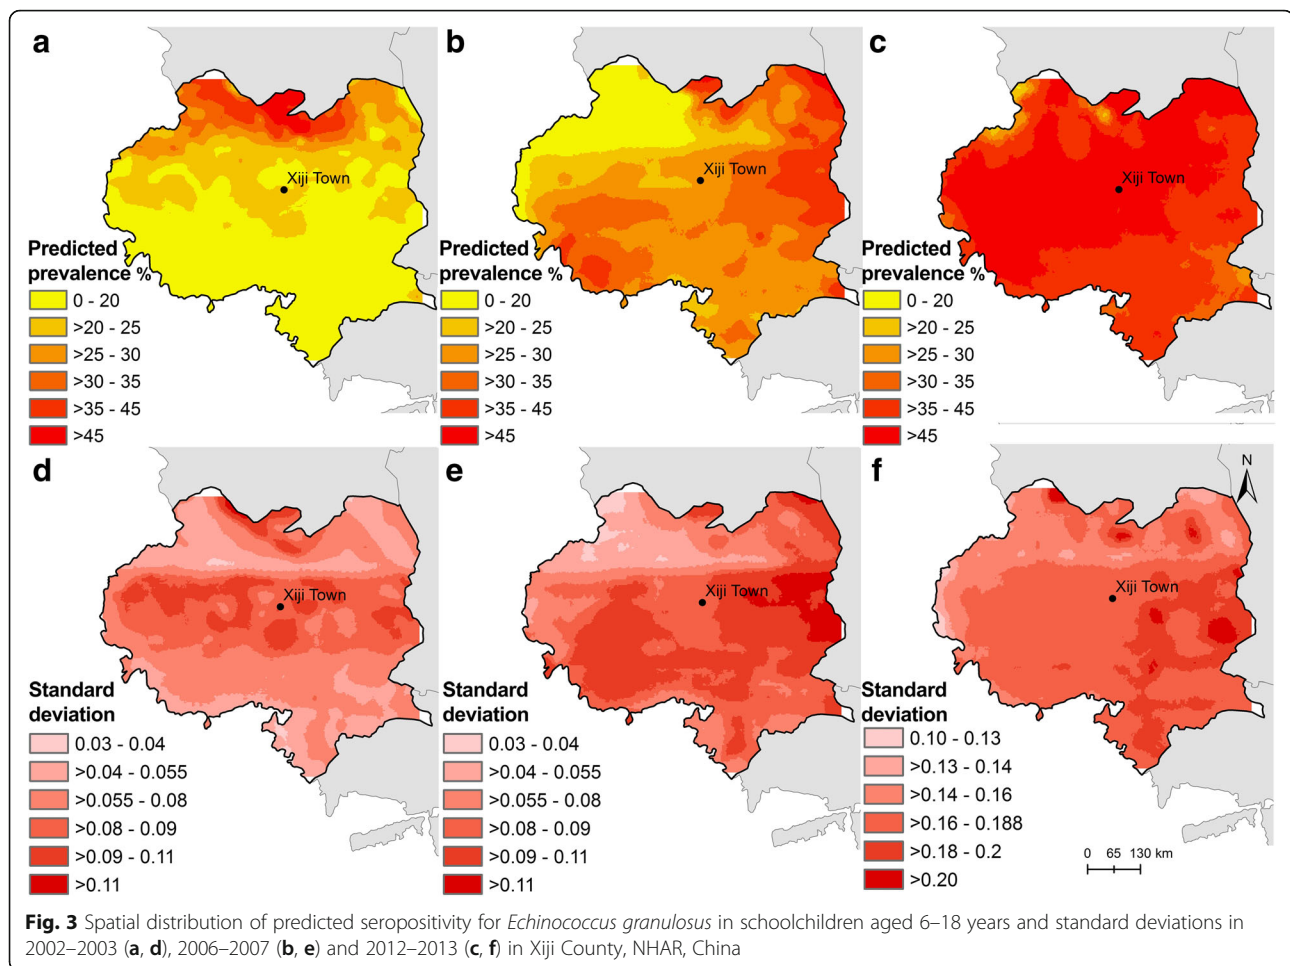 a
Xiji Town
Predicted
prevalence %
0 - 20
>20 - 25
>25 - 30
>30 - 35
>35 - 45
>45
b
Xiji Town
Predicted
prevalence %
0 - 20
>20 - 25
>25 - 30
>30 - 35
>35 - 45
>45
c
Xiji Town
Predicted
prevalence %
0 - 20
>20 - 25
>25 - 30
>30 - 35
>35 - 45
>45
d
Xiji Town
Standard
deviation
0.03 - 0.04
>0.04 - 0.055
>0.055 - 0.08
>0.08 - 0.09
>0.09 - 0.11
>0.11
e
Xiji Town
Standard
deviation
0.03 - 0.04
>0.04 - 0.055
>0.055 - 0.08
>0.08 - 0.09
>0.09 - 0.11
>0.11
f
N
Xiji Town
Standard
deviation
0.10 - 0.13
>0.13 - 0.14
>0.14 - 0.16
>0.16 - 0.188
>0.18 - 0.2
>0.20
0 65 130 km
Fig. 3 Spatial distribution of predicted seropositivity for Echinococcus granulosus in schoolchildren aged 6–18 years and standard deviations in
2002–2003 (a, d), 2006–2007 (b, e) and 2012–2013 (c, f) in Xiji County, NHAR, China